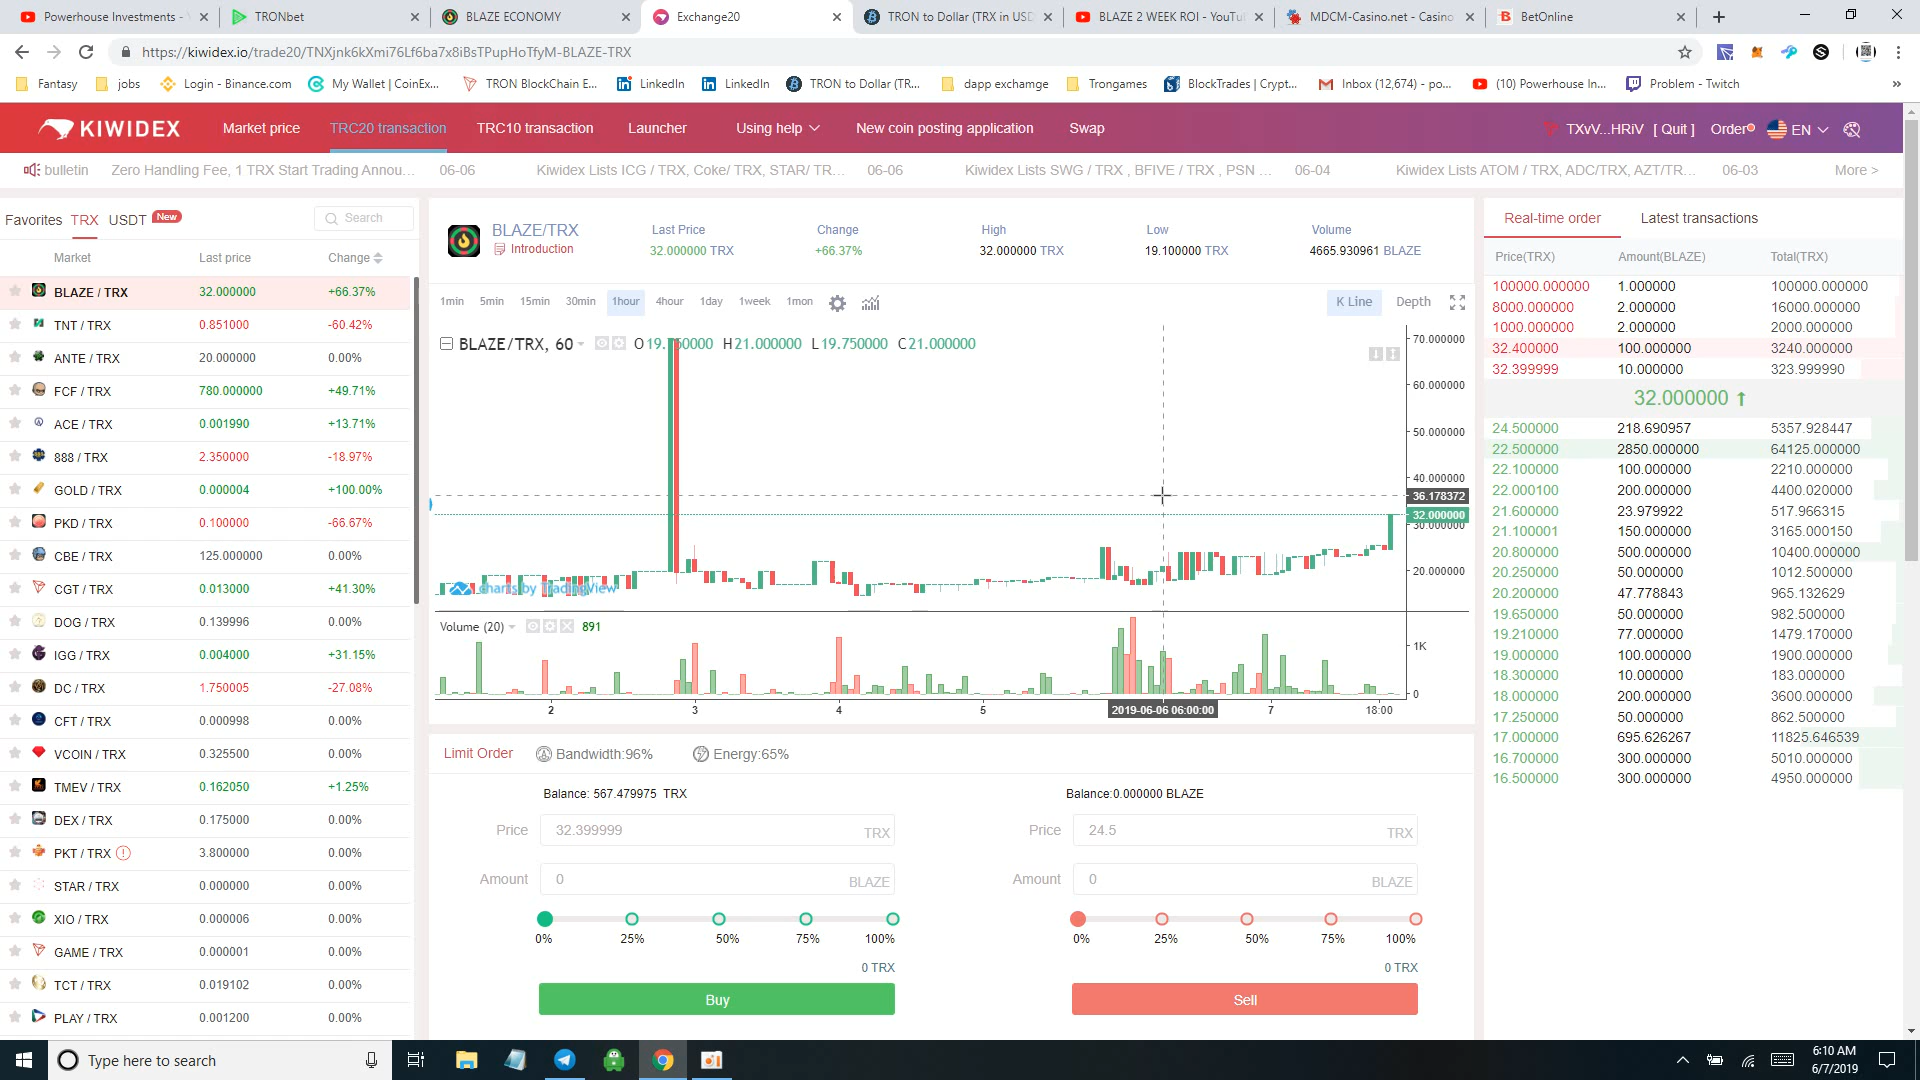 Powerhouse Investments - Y
TRONbet
BLAZE ECONOMY
Exchange20
TRON to Dollar (TRX in USD
BLAZE 2 WEEK ROI - YouTu
MDCM-Casino.net - Casino
BetOnline
https://kiwidex.io/trade20/TNXjnk6kXmi76Lf6ba7x8iBsTPupHoTfyM-BLAZE-TRX
Fantasy
jobs
Login - Binance.com
My Wallet | CoinEx...
TRON BlockChain E...
LinkedIn
LinkedIn
TRON to Dollar (TR...
dapp exchamge
Trongames
BlockTrades | Crypt...
Inbox (12,674) - po...
(10) Powerhouse In...
Problem - Twitch
KIWIDEX
Market price
TRC20 transaction
TRC10 transaction
Launcher
Using help
New coin posting application
Swap
TXvV...HRiV [ Quit ]
Order
EN
bulletin
Zero Handling Fee, 1 TRX Start Trading Annou... 06-06
Kiwidex Lists ICG / TRX, Coke/ TRX, STAR/ TR... 06-06
Kiwidex Lists SWG / TRX , BFIVE / TRX , PSN ... 06-04
Kiwidex Lists ATOM / TRX, ADC/TRX, AZT/TR... 06-03
More >
Favorites TRX USDT New
Search
Market Last price Change
BLAZE / TRX 32.000000 +66.37%
TNT / TRX 0.851000 -60.42%
ANTE / TRX 20.000000 0.00%
FCF / TRX 780.000000 +49.71%
ACE / TRX 0.001990 +13.71%
888 / TRX 2.350000 -18.97%
GOLD / TRX 0.000004 +100.00%
PKD / TRX 0.100000 -66.67%
CBE / TRX 125.000000 0.00%
CGT / TRX 0.013000 +41.30%
DOG / TRX 0.139996 0.00%
IGG / TRX 0.004000 +31.15%
DC / TRX 1.750005 -27.08%
CFT / TRX 0.000998 0.00%
VCOIN / TRX 0.325500 0.00%
TMEV / TRX 0.162050 +1.25%
DEX / TRX 0.175000 0.00%
PKT / TRX 3.800000 0.00%
STAR / TRX 0.000000 0.00%
XIO / TRX 0.000006 0.00%
GAME / TRX 0.000001 0.00%
TCT / TRX 0.019102 0.00%
PLAY / TRX 0.001200 0.00%
BLAZE/TRX
Introduction
Last Price Change High Low Volume
32.000000 TRX +66.37% 32.000000 TRX 19.100000 TRX 4665.930961 BLAZE
1min 5min 15min 30min 1hour 4hour 1day 1week 1mon
K Line Depth
BLAZE/TRX, 60 O19.750000 H21.000000 L19.750000 C21.000000
70.000000
60.000000
50.000000
40.000000
36.178372
32.000000
30.000000
20.000000
charts by TradingView
Volume (20) 891
1K
0
2 3 4 5 2019-06-06 06:00:00 7 18:00
Limit Order
Bandwidth:96%
Energy:65%
Balance: 567.479975 TRX
Price 32.399999 TRX
Amount 0 BLAZE
0% 25% 50% 75% 100%
0 TRX
Buy
Balance:0.000000 BLAZE
Price 24.5 TRX
Amount 0 BLAZE
0% 25% 50% 75% 100%
0 TRX
Sell
Real-time order Latest transactions
Price(TRX) Amount(BLAZE) Total(TRX)
100000.000000 1.000000 100000.000000
8000.000000 2.000000 16000.000000
1000.000000 2.000000 2000.000000
32.400000 100.000000 3240.000000
32.399999 10.000000 323.999990
32.000000 ↑
24.500000 218.690957 5357.928447
22.500000 2850.000000 64125.000000
22.100000 100.000000 2210.000000
22.000100 200.000000 4400.020000
21.600000 23.979922 517.966315
21.100001 150.000000 3165.000150
20.800000 500.000000 10400.000000
20.250000 50.000000 1012.500000
20.200000 47.778843 965.132629
19.650000 50.000000 982.500000
19.210000 77.000000 1479.170000
19.000000 100.000000 1900.000000
18.300000 10.000000 183.000000
18.000000 200.000000 3600.000000
17.250000 50.000000 862.500000
17.000000 695.626267 11825.646539
16.700000 300.000000 5010.000000
16.500000 300.000000 4950.000000
Type here to search
6:10 AM
6/7/2019